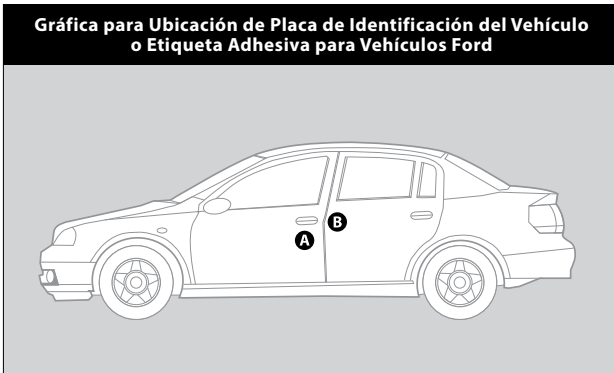 Gráfica para Ubicación de Placa de Identificación del Vehículo
o Etiqueta Adhesiva para Vehículos Ford
A
B